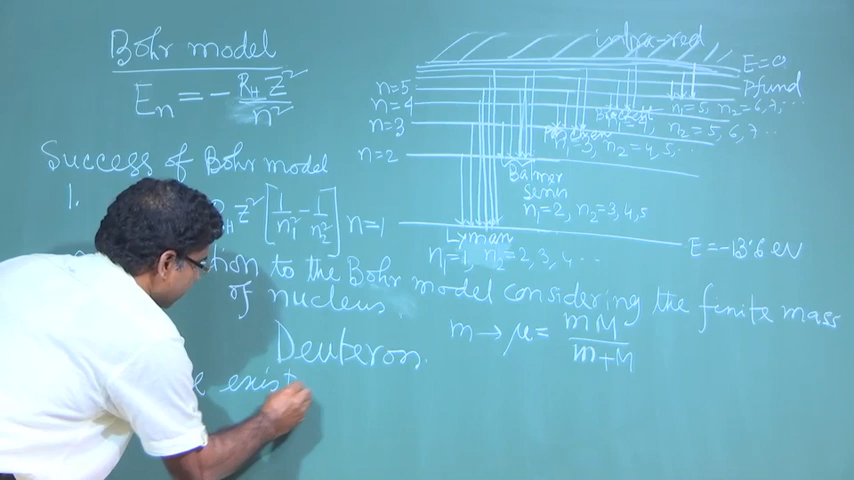 Bohr model
Eₙ = - R_H Z² / n²
Success of Bohr model
1.
R_H Z² [1/n₁² - 1/n₂²]
tion to the Bohr model considering the finite mass
of nucleus
Deuteron.
m → μ = mM / m+M
exist
infra-red
E = 0
Pfund
n=5
n₁=5, n₂=6, 7, ..
n=4
Brackett
n₁=4, n₂=5, 6, 7..
n=3
Paschen
n₁=3, n₂=4, 5, ..
n=2
Balmer
Series
n₁=2, n₂=3, 4, 5
n=1
E = -13.6 eV
Lyman
n₁=1, n₂=2, 3, 4 ...